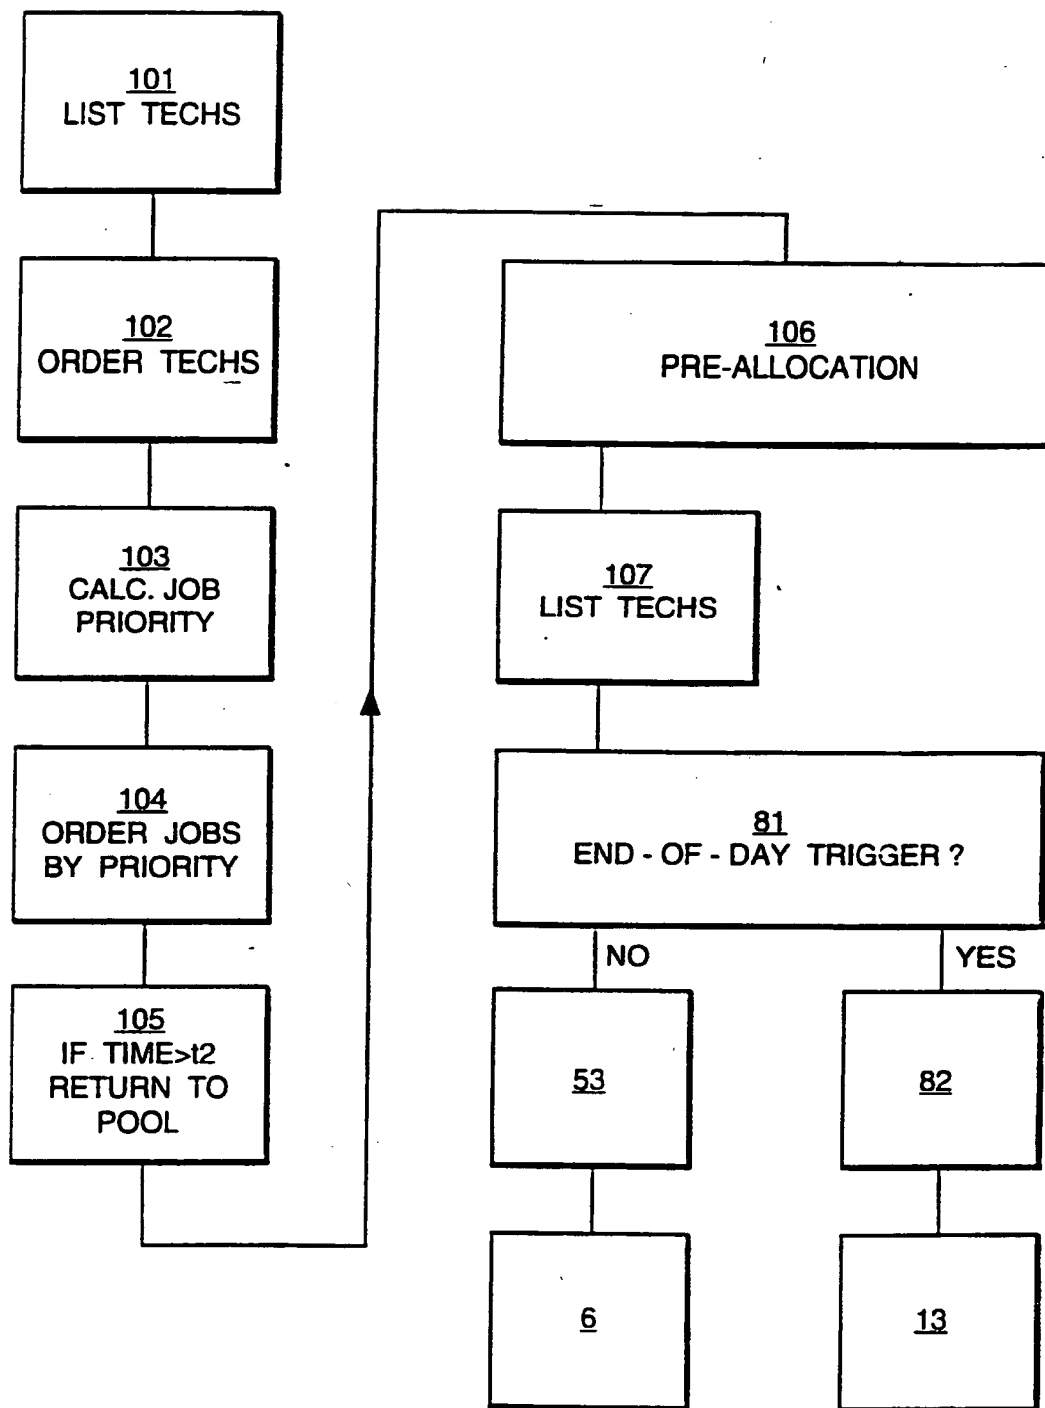 101
LIST TECHS
102
ORDER TECHS
103
CALC. JOB
PRIORITY
104
ORDER JOBS
BY PRIORITY
105
IF TIME>t2
RETURN TO
POOL
106
PRE-ALLOCATION
107
LIST TECHS
81
END - OF - DAY TRIGGER ?
NO
YES
53
82
6
13